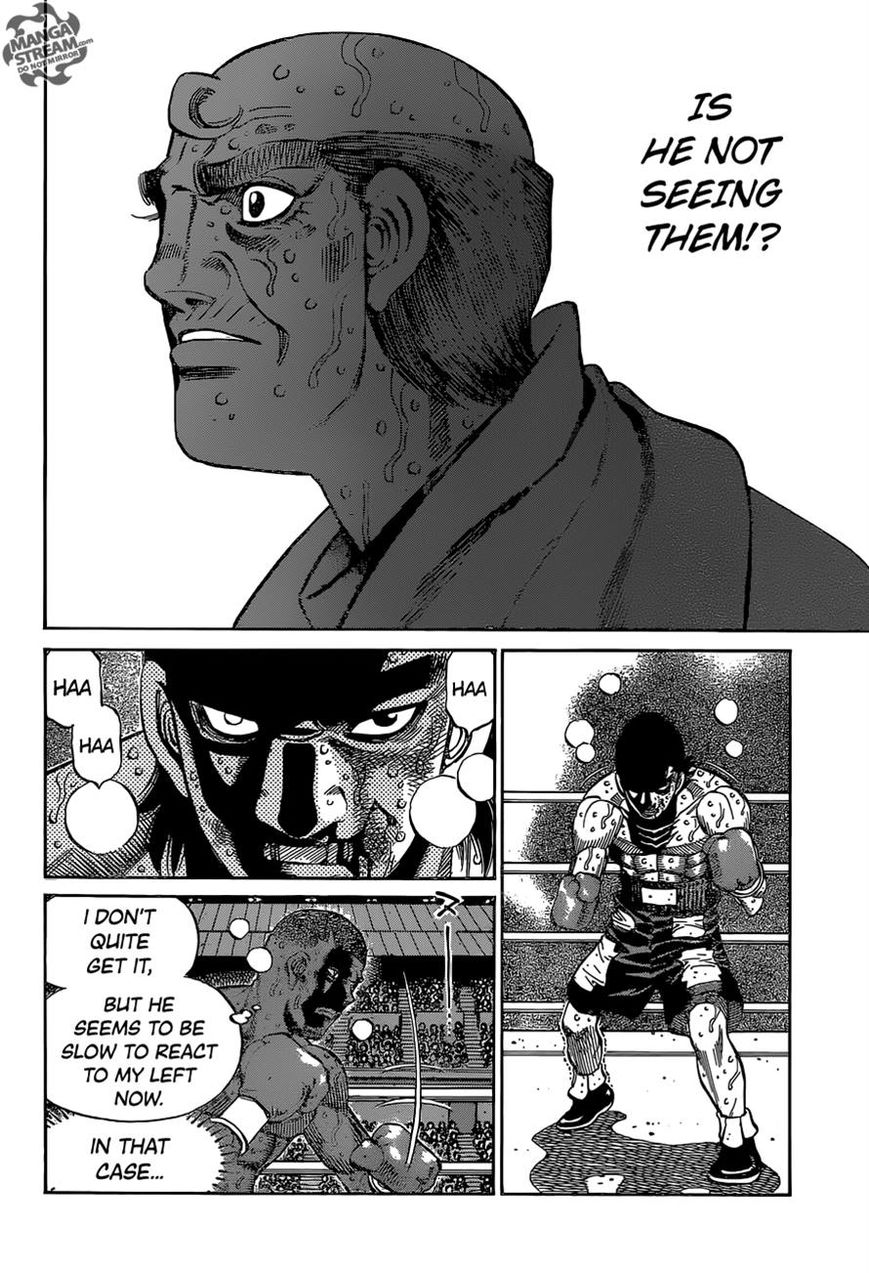 MANGA
STREAM.com
DO NOT MIRROR
IS
HE NOT
SEEING
THEM!?
HAA
HAA
HAA
I DON'T
QUITE
GET IT,
BUT HE
SEEMS TO BE
SLOW TO REACT
TO MY LEFT
NOW.
IN THAT
CASE...